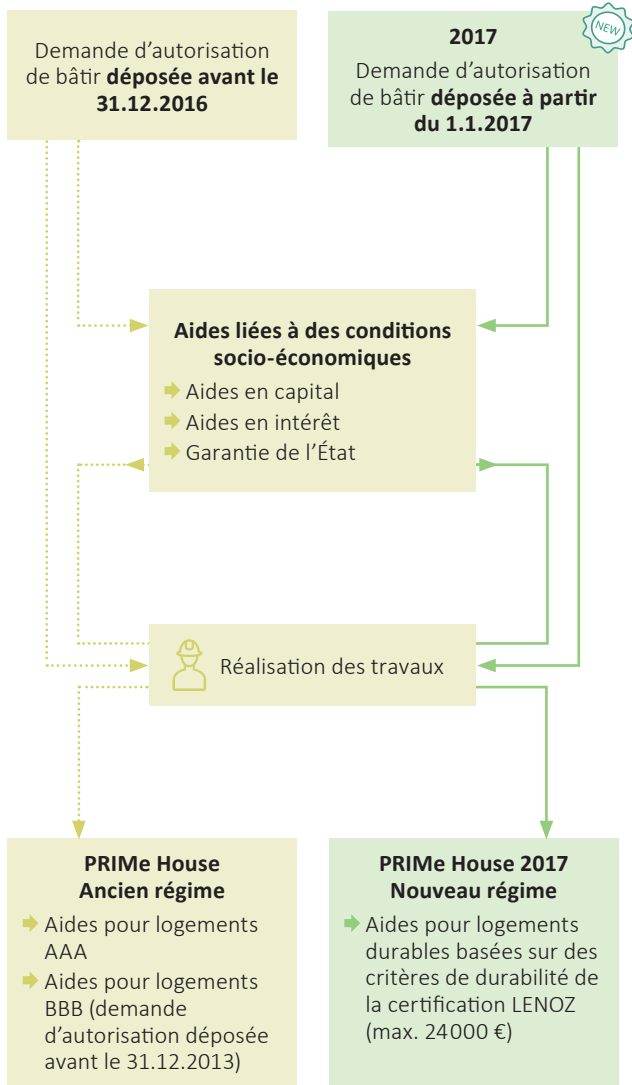 Demande d’autorisation
de bâtir déposée avant le
31.12.2016
NEW
2017
Demande d’autorisation
de bâtir déposée à partir
du 1.1.2017
Aides liées à des conditions
socio-économiques
Aides en capital
Aides en intérêt
Garantie de l’État
Réalisation des travaux
PRIMe House
Ancien régime
Aides pour logements
AAA
Aides pour logements
BBB (demande
d’autorisation déposée
avant le 31.12.2013)
PRIMe House 2017
Nouveau régime
Aides pour logements
durables basées sur des
critères de durabilité de
la certification LENOZ
(max. 24000 €)